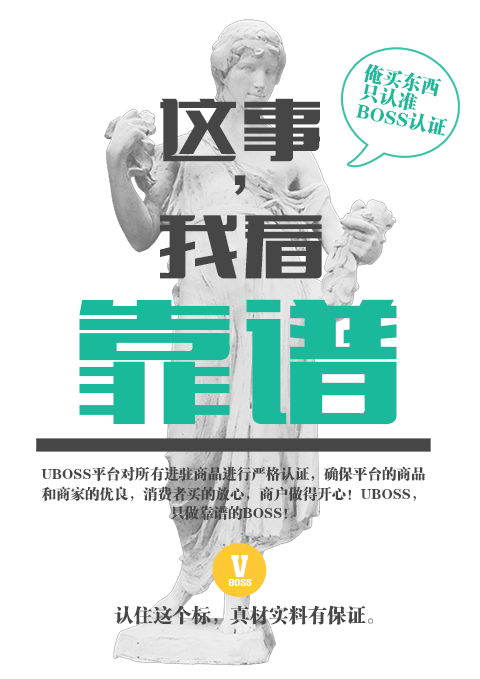 俺买东西
只认准
BOSS认证
这事
，
我看
靠谱
UBOSS平台对所有进驻商品进行严格认证，确保平台的商品
和商家的优良，消费者买的放心，商户做得开心！UBOSS，
只做靠谱的BOSS！
V
BOSS
认住这个标，真材实料有保证。